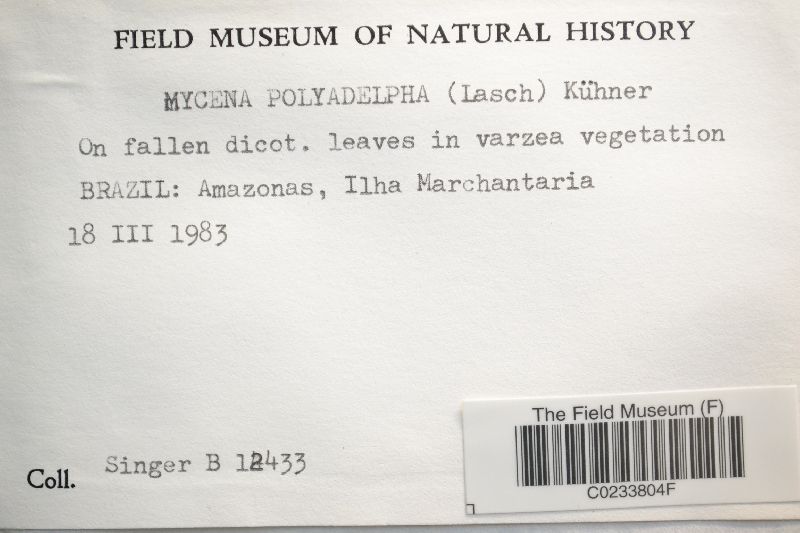 FIELD MUSEUM OF NATURAL HISTORY
MYCENA POLYADELPHA (Lasch) Kühner
On fallen dicot. leaves in varzea vegetation
BRAZIL: Amazonas, Ilha Marchantaria
18 III 1983
The Field Museum (F)
C0233804F
Coll. Singer B